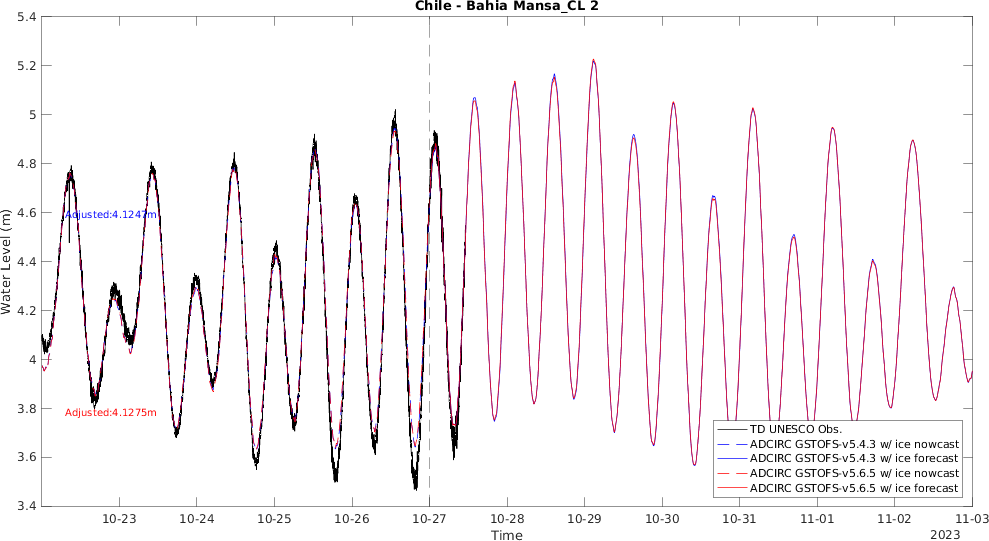 Chile - Bahia Mansa_CL 2
5.4
5.2
5
4.8
4.6
4.4
4.2
4
3.8
3.6
3.4
Water Level (m)
Adjusted:4.1247m
Adjusted:4.1275m
TD UNESCO Obs.
ADCIRC GSTOFS-v5.4.3 w/ ice nowcast
ADCIRC GSTOFS-v5.4.3 w/ ice forecast
ADCIRC GSTOFS-v5.6.5 w/ ice nowcast
ADCIRC GSTOFS-v5.6.5 w/ ice forecast
10-23 10-24 10-25 10-26 10-27 10-28 10-29 10-30 10-31 11-01 11-02 11-03
Time
2023